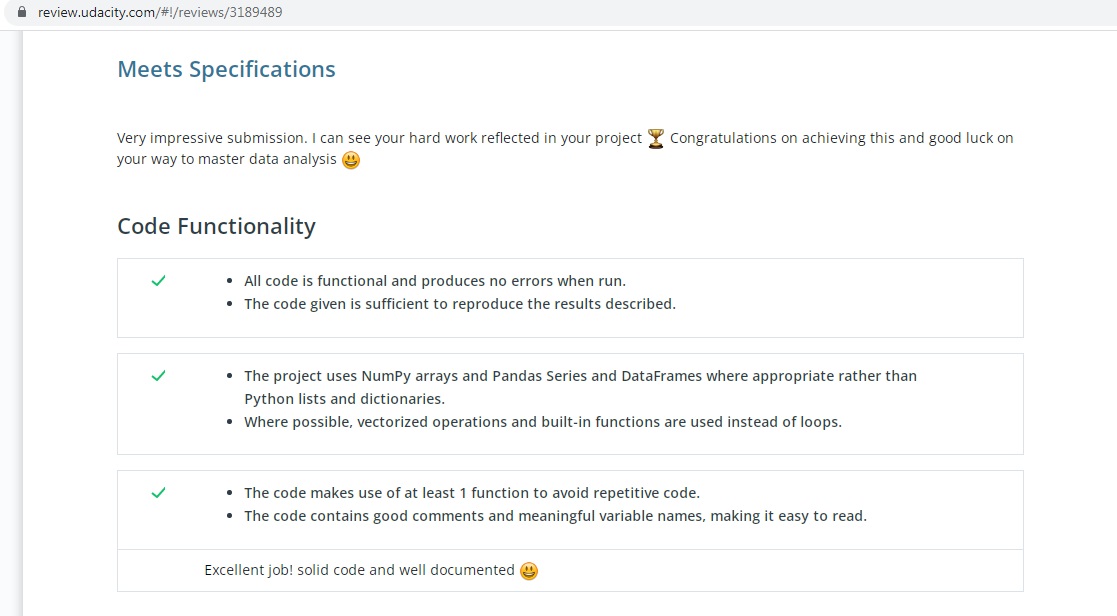 review.udacity.com/#!/reviews/3189489
Meets Specifications
Very impressive submission. I can see your hard work reflected in your project 🏆 Congratulations on achieving this and good luck on
your way to master data analysis 😃
Code Functionality
✓
• All code is functional and produces no errors when run.
• The code given is sufficient to reproduce the results described.
✓
• The project uses NumPy arrays and Pandas Series and DataFrames where appropriate rather than
Python lists and dictionaries.
• Where possible, vectorized operations and built-in functions are used instead of loops.
✓
• The code makes use of at least 1 function to avoid repetitive code.
• The code contains good comments and meaningful variable names, making it easy to read.
Excellent job! solid code and well documented 😃